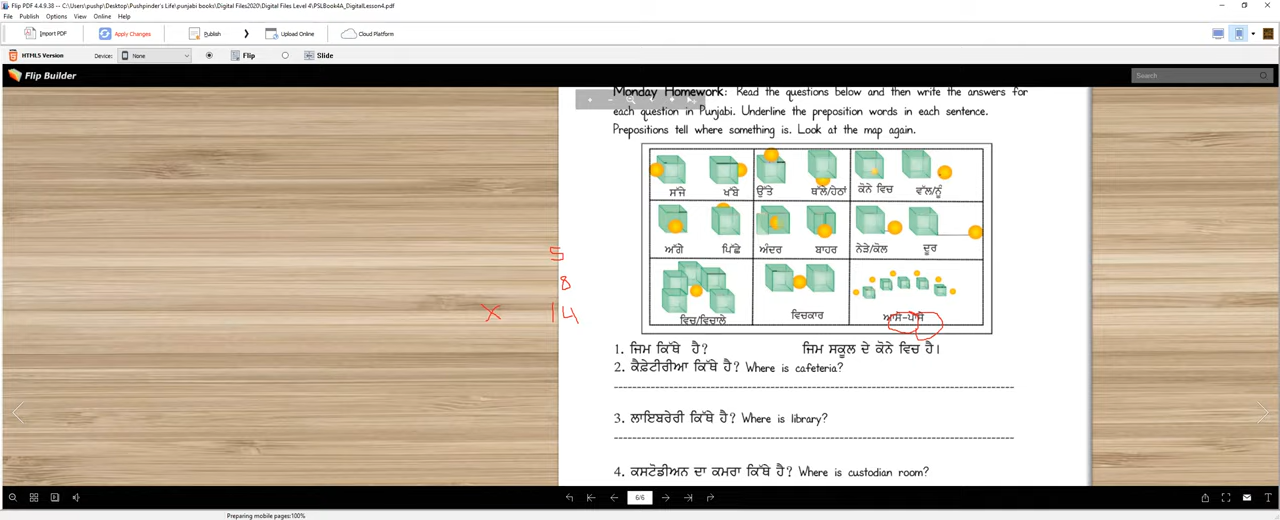 Flip PDF 4.4.9.38 -- C:\Users\pushp\Desktop\Pushpinder's Life\punjabi books\Digital Files2020\Digital Files Level 4\PSLBook4A_DigitalLesson4.pdf
File Publish Options View Online Help
Import PDF Apply Changes Publish Upload Online Cloud Platform
HTML5 Version Device: None Flip Slide
Flip Builder Search
Monday Homework: Read the questions below and then write the answers for
each question in Punjabi. Underline the preposition words in each sentence.
Prepositions tell where something is. Look at the map again.
ਸੱਜੇ ਖੱਬੇ ਉੱਤੇ ਥੱਲੇ/ਹੇਠਾਂ ਕੋਨੇ ਵਿਚ ਵੱਲ/ਨੂੰ
ਅੱਗੇ ਪਿੱਛੇ ਅੰਦਰ ਬਾਹਰ ਨੇੜੇ/ਕੋਲ ਦੂਰ
5
8
X 14
ਵਿਚ/ਵਿਚਾਲੇ ਵਿਚਕਾਰ ਆਸੇ-ਪਾਸੇ
1. ਜਿਮ ਕਿੱਥੇ ਹੈ? ਜਿਮ ਸਕੂਲ ਦੇ ਕੋਨੇ ਵਿਚ ਹੈ।
2. ਕੈਫ਼ੇਟੀਰੀਆ ਕਿੱਥੇ ਹੈ? Where is cafeteria?
3. ਲਾਇਬਰੇਰੀ ਕਿੱਥੇ ਹੈ? Where is library?
4. ਕਸਟੋਡੀਅਨ ਦਾ ਕਮਰਾ ਕਿੱਥੇ ਹੈ? Where is custodian room?
6/6
Preparing mobile pages:100%